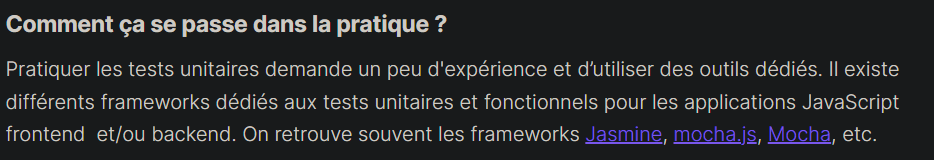 Comment ça se passe dans la pratique ?
Pratiquer les tests unitaires demande un peu d'expérience et d’utiliser des outils dédiés. Il existe
différents frameworks dédiés aux tests unitaires et fonctionnels pour les applications JavaScript
frontend  et/ou backend. On retrouve souvent les frameworks Jasmine, mocha.js, Mocha, etc.